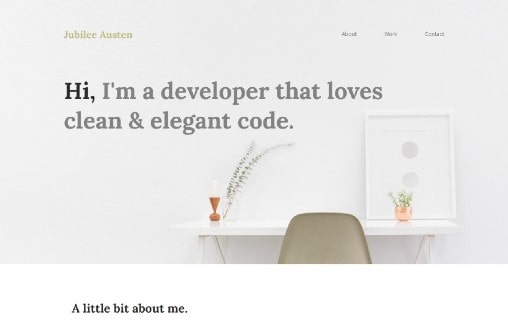 Jubilee Austen
About
Work
Contact
Hi, I'm a developer that loves
clean & elegant code.
A little bit about me.